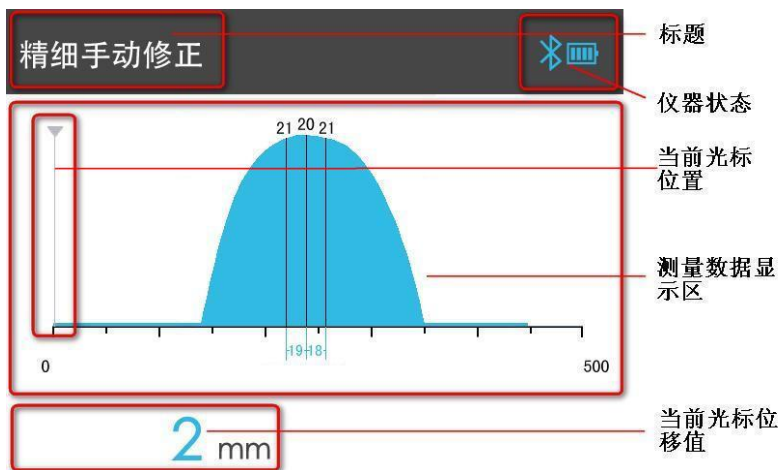 精细手动修正
标题
仪器状态
21 20 21
当前光标
位置
测量数据显
示区
19 18
0
500
2 mm
当前光标位
移值